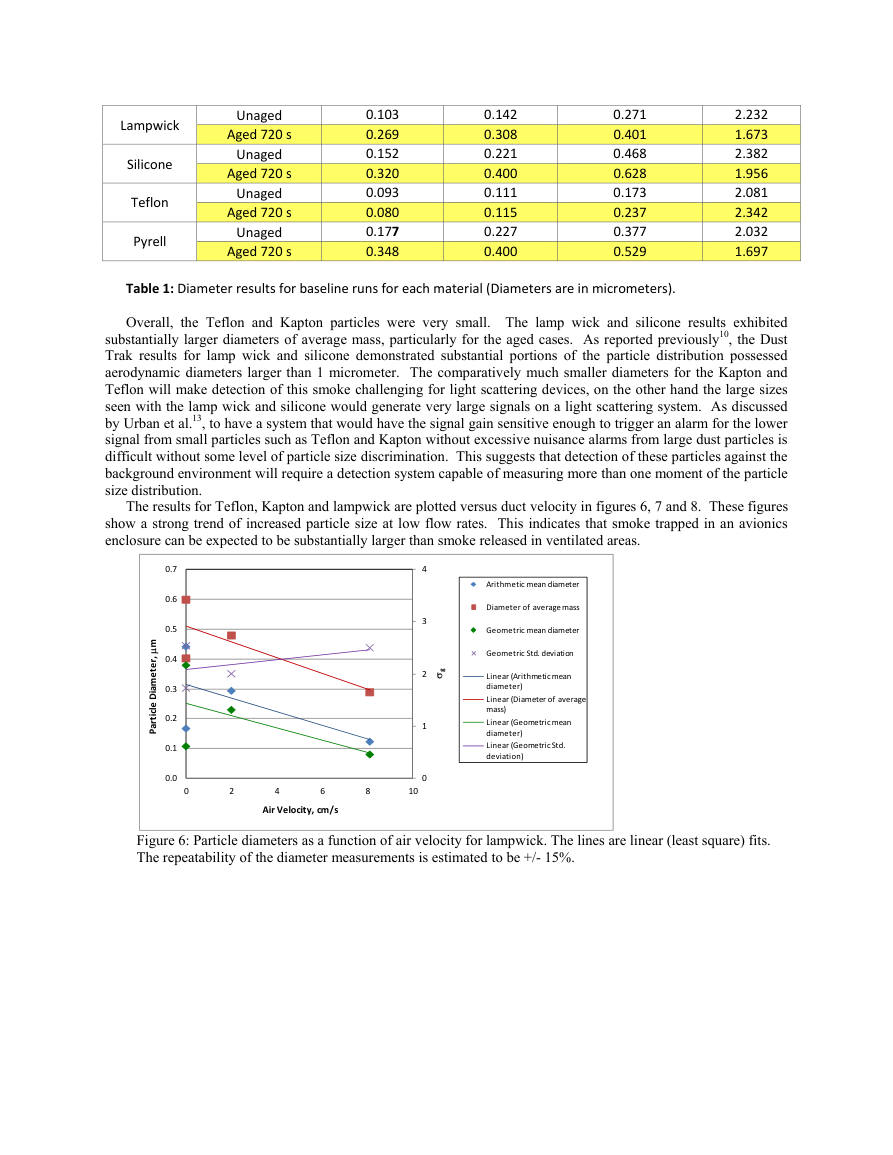 Lampwick Unaged 0.103 0.142 0.271 2.232
Aged 720 s 0.269 0.308 0.401 1.673
Silicone Unaged 0.152 0.221 0.468 2.382
Aged 720 s 0.320 0.400 0.628 1.956
Teflon Unaged 0.093 0.111 0.173 2.081
Aged 720 s 0.080 0.115 0.237 2.342
Pyrell Unaged 0.177 0.227 0.377 2.032
Aged 720 s 0.348 0.400 0.529 1.697
Table 1: Diameter results for baseline runs for each material (Diameters are in micrometers).
Overall, the Teflon and Kapton particles were very small. The lamp wick and silicone results exhibited
substantially larger diameters of average mass, particularly for the aged cases. As reported previously10, the Dust
Trak results for lamp wick and silicone demonstrated substantial portions of the particle distribution possessed
aerodynamic diameters larger than 1 micrometer. The comparatively much smaller diameters for the Kapton and
Teflon will make detection of this smoke challenging for light scattering devices, on the other hand the large sizes
seen with the lamp wick and silicone would generate very large signals on a light scattering system. As discussed
by Urban et al.13, to have a system that would have the signal gain sensitive enough to trigger an alarm for the lower
signal from small particles such as Teflon and Kapton without excessive nuisance alarms from large dust particles is
difficult without some level of particle size discrimination. This suggests that detection of these particles against the
background environment will require a detection system capable of measuring more than one moment of the particle
size distribution.
The results for Teflon, Kapton and lampwick are plotted versus duct velocity in figures 6, 7 and 8. These figures
show a strong trend of increased particle size at low flow rates. This indicates that smoke trapped in an avionics
enclosure can be expected to be substantially larger than smoke released in ventilated areas.
Particle Diameter, μm
0.7
0.6
0.5
0.4
0.3
0.2
0.1
0.0
0 2 4 6 8 10
Air Velocity, cm/s
4
3
2
1
0
σg
Arithmetic mean diameter
Diameter of average mass
Geometric mean diameter
Geometric Std. deviation
Linear (Arithmetic mean
diameter)
Linear (Diameter of average
mass)
Linear (Geometric mean
diameter)
Linear (Geometric Std.
deviation)
Figure 6: Particle diameters as a function of air velocity for lampwick. The lines are linear (least square) fits.
The repeatability of the diameter measurements is estimated to be +/- 15%.